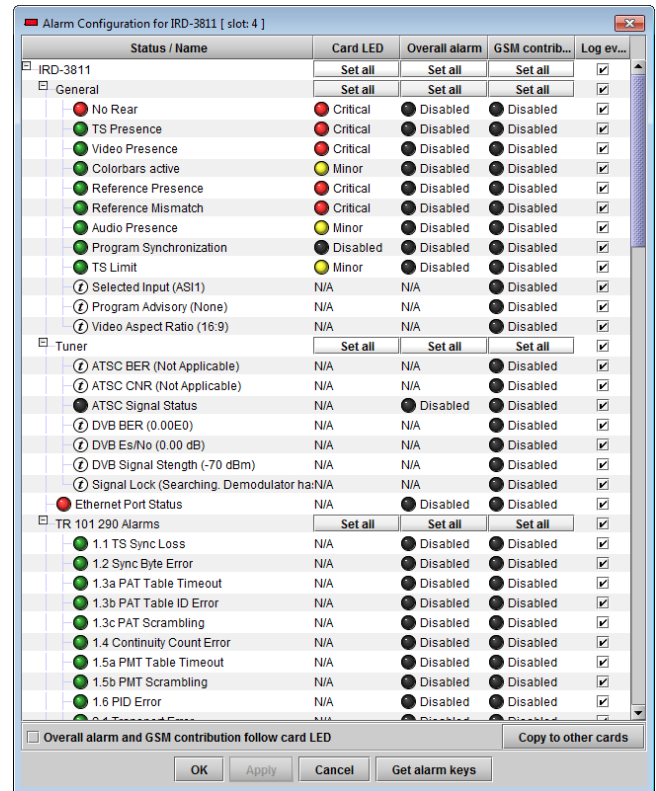 Alarm Configuration for IRD-3811 [ slot: 4 ]
Status / Name Card LED Overall alarm GSM contrib... Log ev...
IRD-3811 Set all Set all Set all
General Set all Set all Set all
No Rear Critical Disabled Disabled
TS Presence Critical Disabled Disabled
Video Presence Critical Disabled Disabled
Colorbars active Minor Disabled Disabled
Reference Presence Critical Disabled Disabled
Reference Mismatch Critical Disabled Disabled
Audio Presence Minor Disabled Disabled
Program Synchronization Disabled Disabled Disabled
TS Limit Minor Disabled Disabled
t Selected Input (ASI1) N/A N/A Disabled
t Program Advisory (None) N/A N/A Disabled
t Video Aspect Ratio (16:9) N/A N/A Disabled
Tuner Set all Set all Set all
t ATSC BER (Not Applicable) N/A N/A Disabled
t ATSC CNR (Not Applicable) N/A N/A Disabled
ATSC Signal Status N/A Disabled Disabled
t DVB BER (0.00E0) N/A N/A Disabled
t DVB Es/No (0.00 dB) N/A N/A Disabled
t DVB Signal Stength (-70 dBm) N/A N/A Disabled
t Signal Lock (Searching. Demodulator ha: N/A N/A Disabled
Ethernet Port Status N/A Disabled Disabled
TR 101 290 Alarms Set all Set all Set all
1.1 TS Sync Loss N/A Disabled Disabled
1.2 Sync Byte Error N/A Disabled Disabled
1.3a PAT Table Timeout N/A Disabled Disabled
1.3b PAT Table ID Error N/A Disabled Disabled
1.3c PAT Scrambling N/A Disabled Disabled
1.4 Continuity Count Error N/A Disabled Disabled
1.5a PMT Table Timeout N/A Disabled Disabled
1.5b PMT Scrambling N/A Disabled Disabled
1.6 PID Error N/A Disabled Disabled
2.1 Transport Error N/A Disabled Disabled
Overall alarm and GSM contribution follow card LED Copy to other cards
OK Apply Cancel Get alarm keys